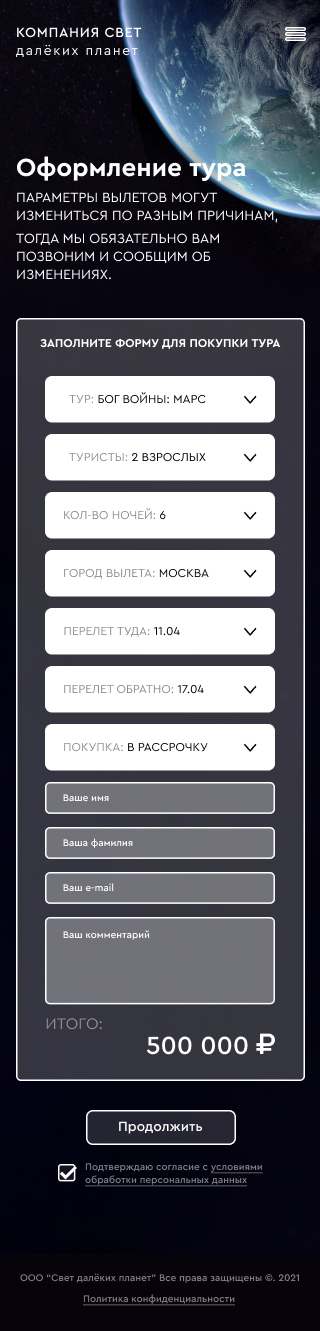 КОМПАНИЯ СВЕТ
далёких планет
Оформление тура
ПАРАМЕТРЫ ВЫЛЕТОВ МОГУТ
ИЗМЕНИТЬСЯ ПО РАЗНЫМ ПРИЧИНАМ,
ТОГДА МЫ ОБЯЗАТЕЛЬНО ВАМ
ПОЗВОНИМ И СООБЩИМ ОБ
ИЗМЕНЕНИЯХ.
ЗАПОЛНИТЕ ФОРМУ ДЛЯ ПОКУПКИ ТУРА
ТУР: БОГ ВОЙНЫ: МАРС
ТУРИСТЫ: 2 ВЗРОСЛЫХ
КОЛ-ВО НОЧЕЙ: 6
ГОРОД ВЫЛЕТА: МОСКВА
ПЕРЕЛЕТ ТУДА: 11.04
ПЕРЕЛЕТ ОБРАТНО: 17.04
ПОКУПКА: В РАССРОЧКУ
Ваше имя
Ваша фамилия
Ваш e-mail
Ваш комментарий
ИТОГО:
500 000 ₽
Продолжить
Подтверждаю согласие с условиями
обработки персональных данных
ООО "Свет далёких планет" Все права защищены ©. 2021
Политика конфиденциальности